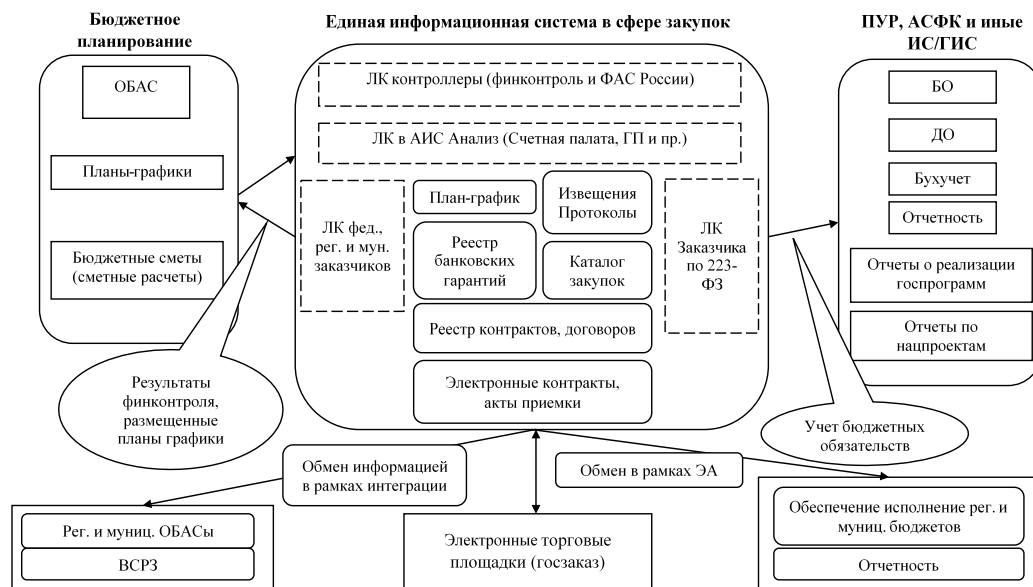 Бюджетное
планирование
ОБАС
Планы-графики
Бюджетные сметы
(сметные расчеты)
Результаты
финконтроля,
размещенные
планы графики
Единая информационная система в сфере закупок
ЛК контроллеры (финконтроль и ФАС России)
ЛК в АИС Анализ (Счетная палата, ГП и пр.)
ЛК фед.,
рег. и мун.
заказчиков
План-график
Извещения
Протоколы
Реестр
банковских
гарантий
Каталог
закупок
Реестр контрактов, договоров
Электронные контракты,
акты приемки
ЛК
Заказчика
по 223-
ФЗ
ПУР, АСФК и иные
ИС/ГИС
БО
ДО
Бухучет
Отчетность
Отчеты о реализации
госпрограмм
Отчеты по
нацпроектам
Учет бюджетных
обязательств
Обмен информацией
в рамках интеграции
Обмен в рамках ЭА
Рег. и муниц. ОБАСы
ВСРЗ
Электронные торговые
площадки (госзаказ)
Обеспечение исполнение рег. и
муниц. бюджетов
Отчетность